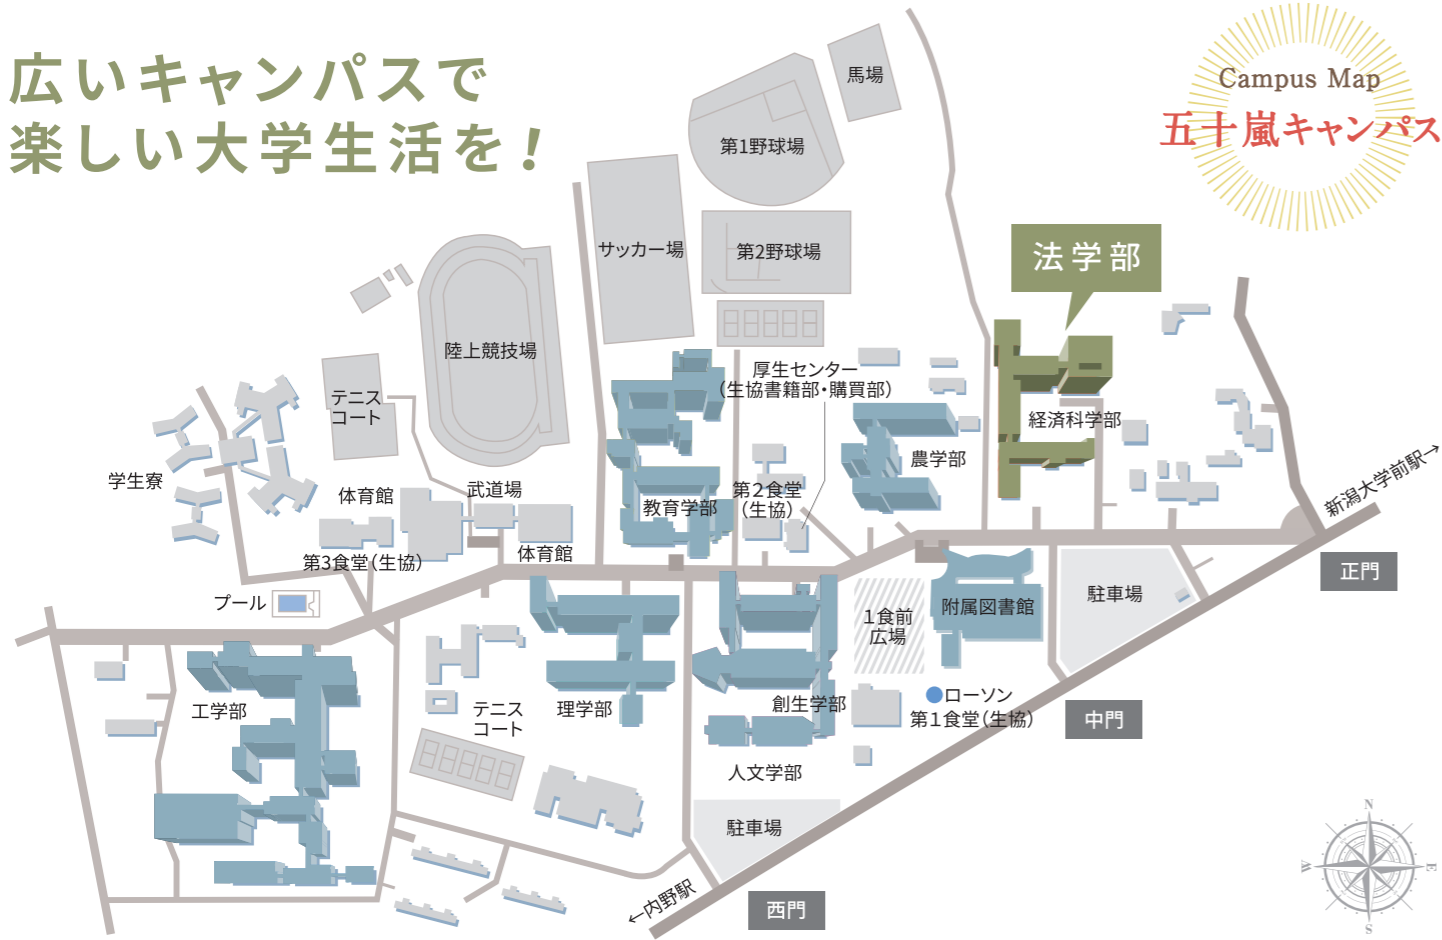 広いキャンパスで
楽しい大学生活を！
Campus Map
五十嵐キャンパス
馬場
第1野球場
サッカー場
第2野球場
法学部
陸上競技場
厚生センター
（生協書籍部・購買部）
テニス
コート
経済科学部
農学部
学生寮
体育館
武道場
第２食堂
（生協）
教育学部
新潟大学前駅→
第3食堂（生協）
体育館
正門
プール
駐車場
附属図書館
１食前
広場
工学部
テニス
コート
理学部
創生学部
ローソン
第１食堂（生協）
中門
人文学部
駐車場
←内野駅
西門
N
W
E
S